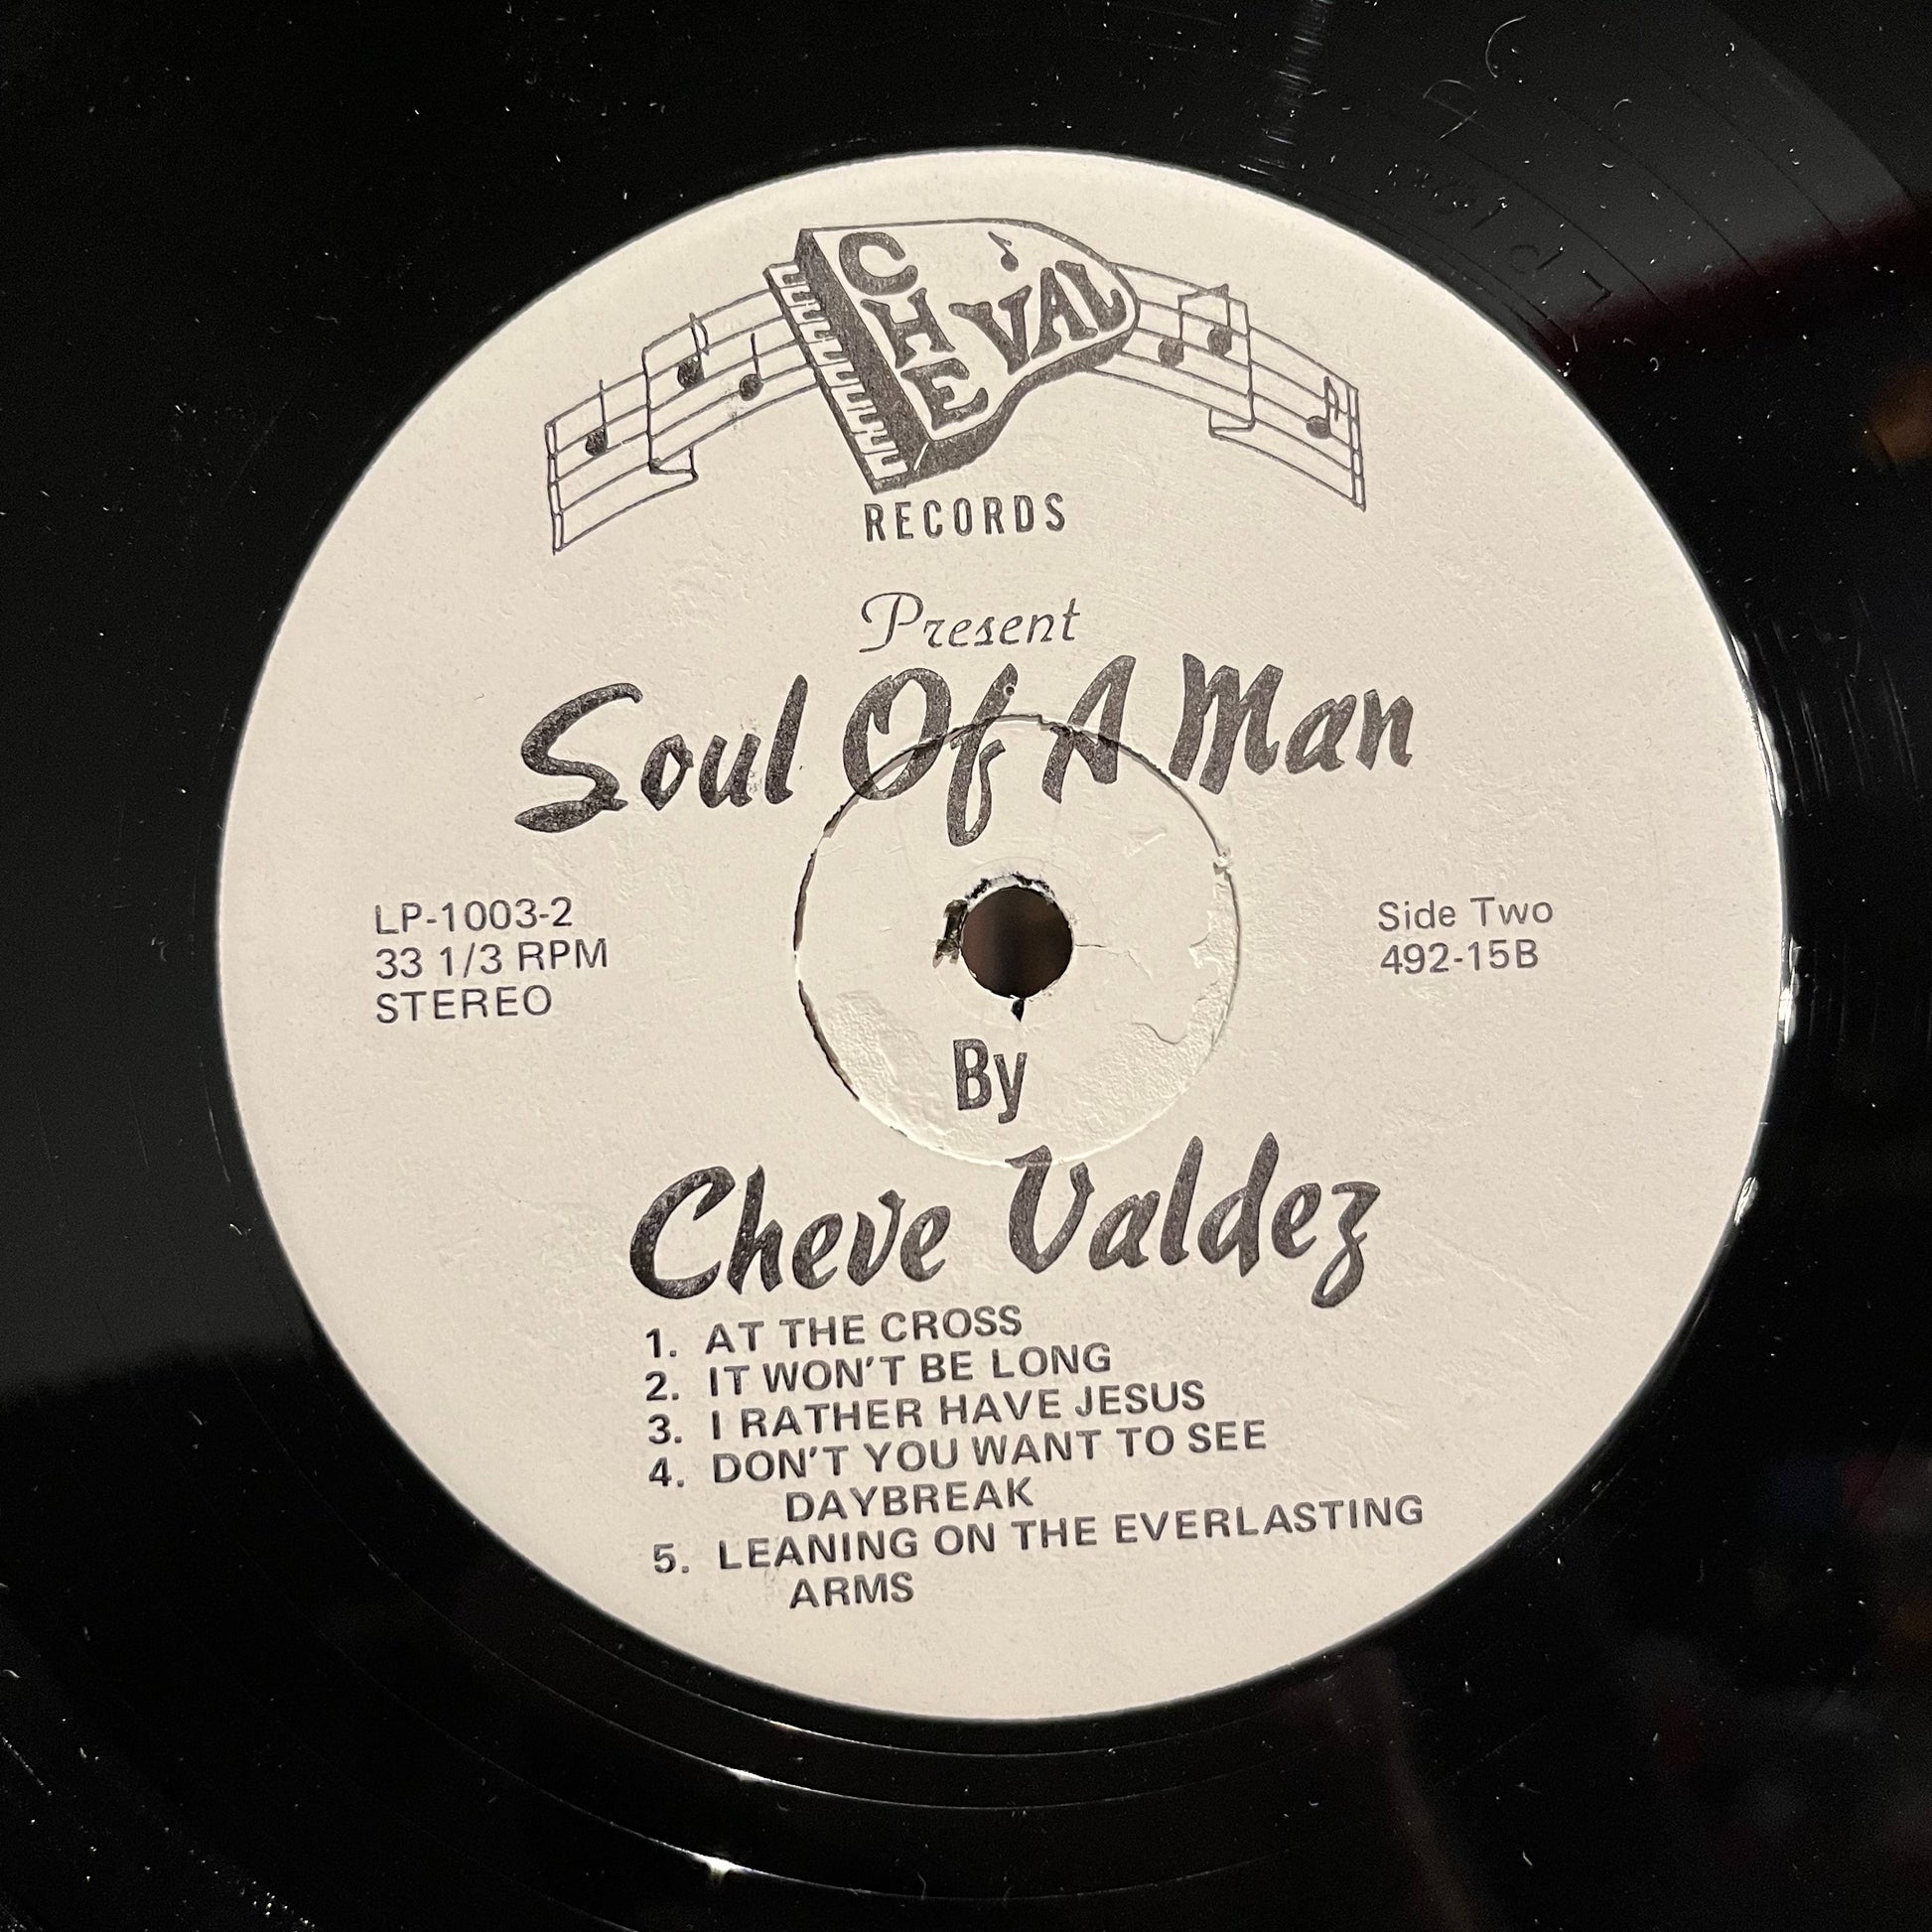 CHE VAL
RECORDS
Present
Soul Of A Man
LP-1003-2
33 1/3 RPM
STEREO
Side Two
492-15B
By
Cheve Valdez
1. AT THE CROSS
2. IT WON'T BE LONG
3. I RATHER HAVE JESUS
4. DON'T YOU WANT TO SEE
DAYBREAK
5. LEANING ON THE EVERLASTING
ARMS